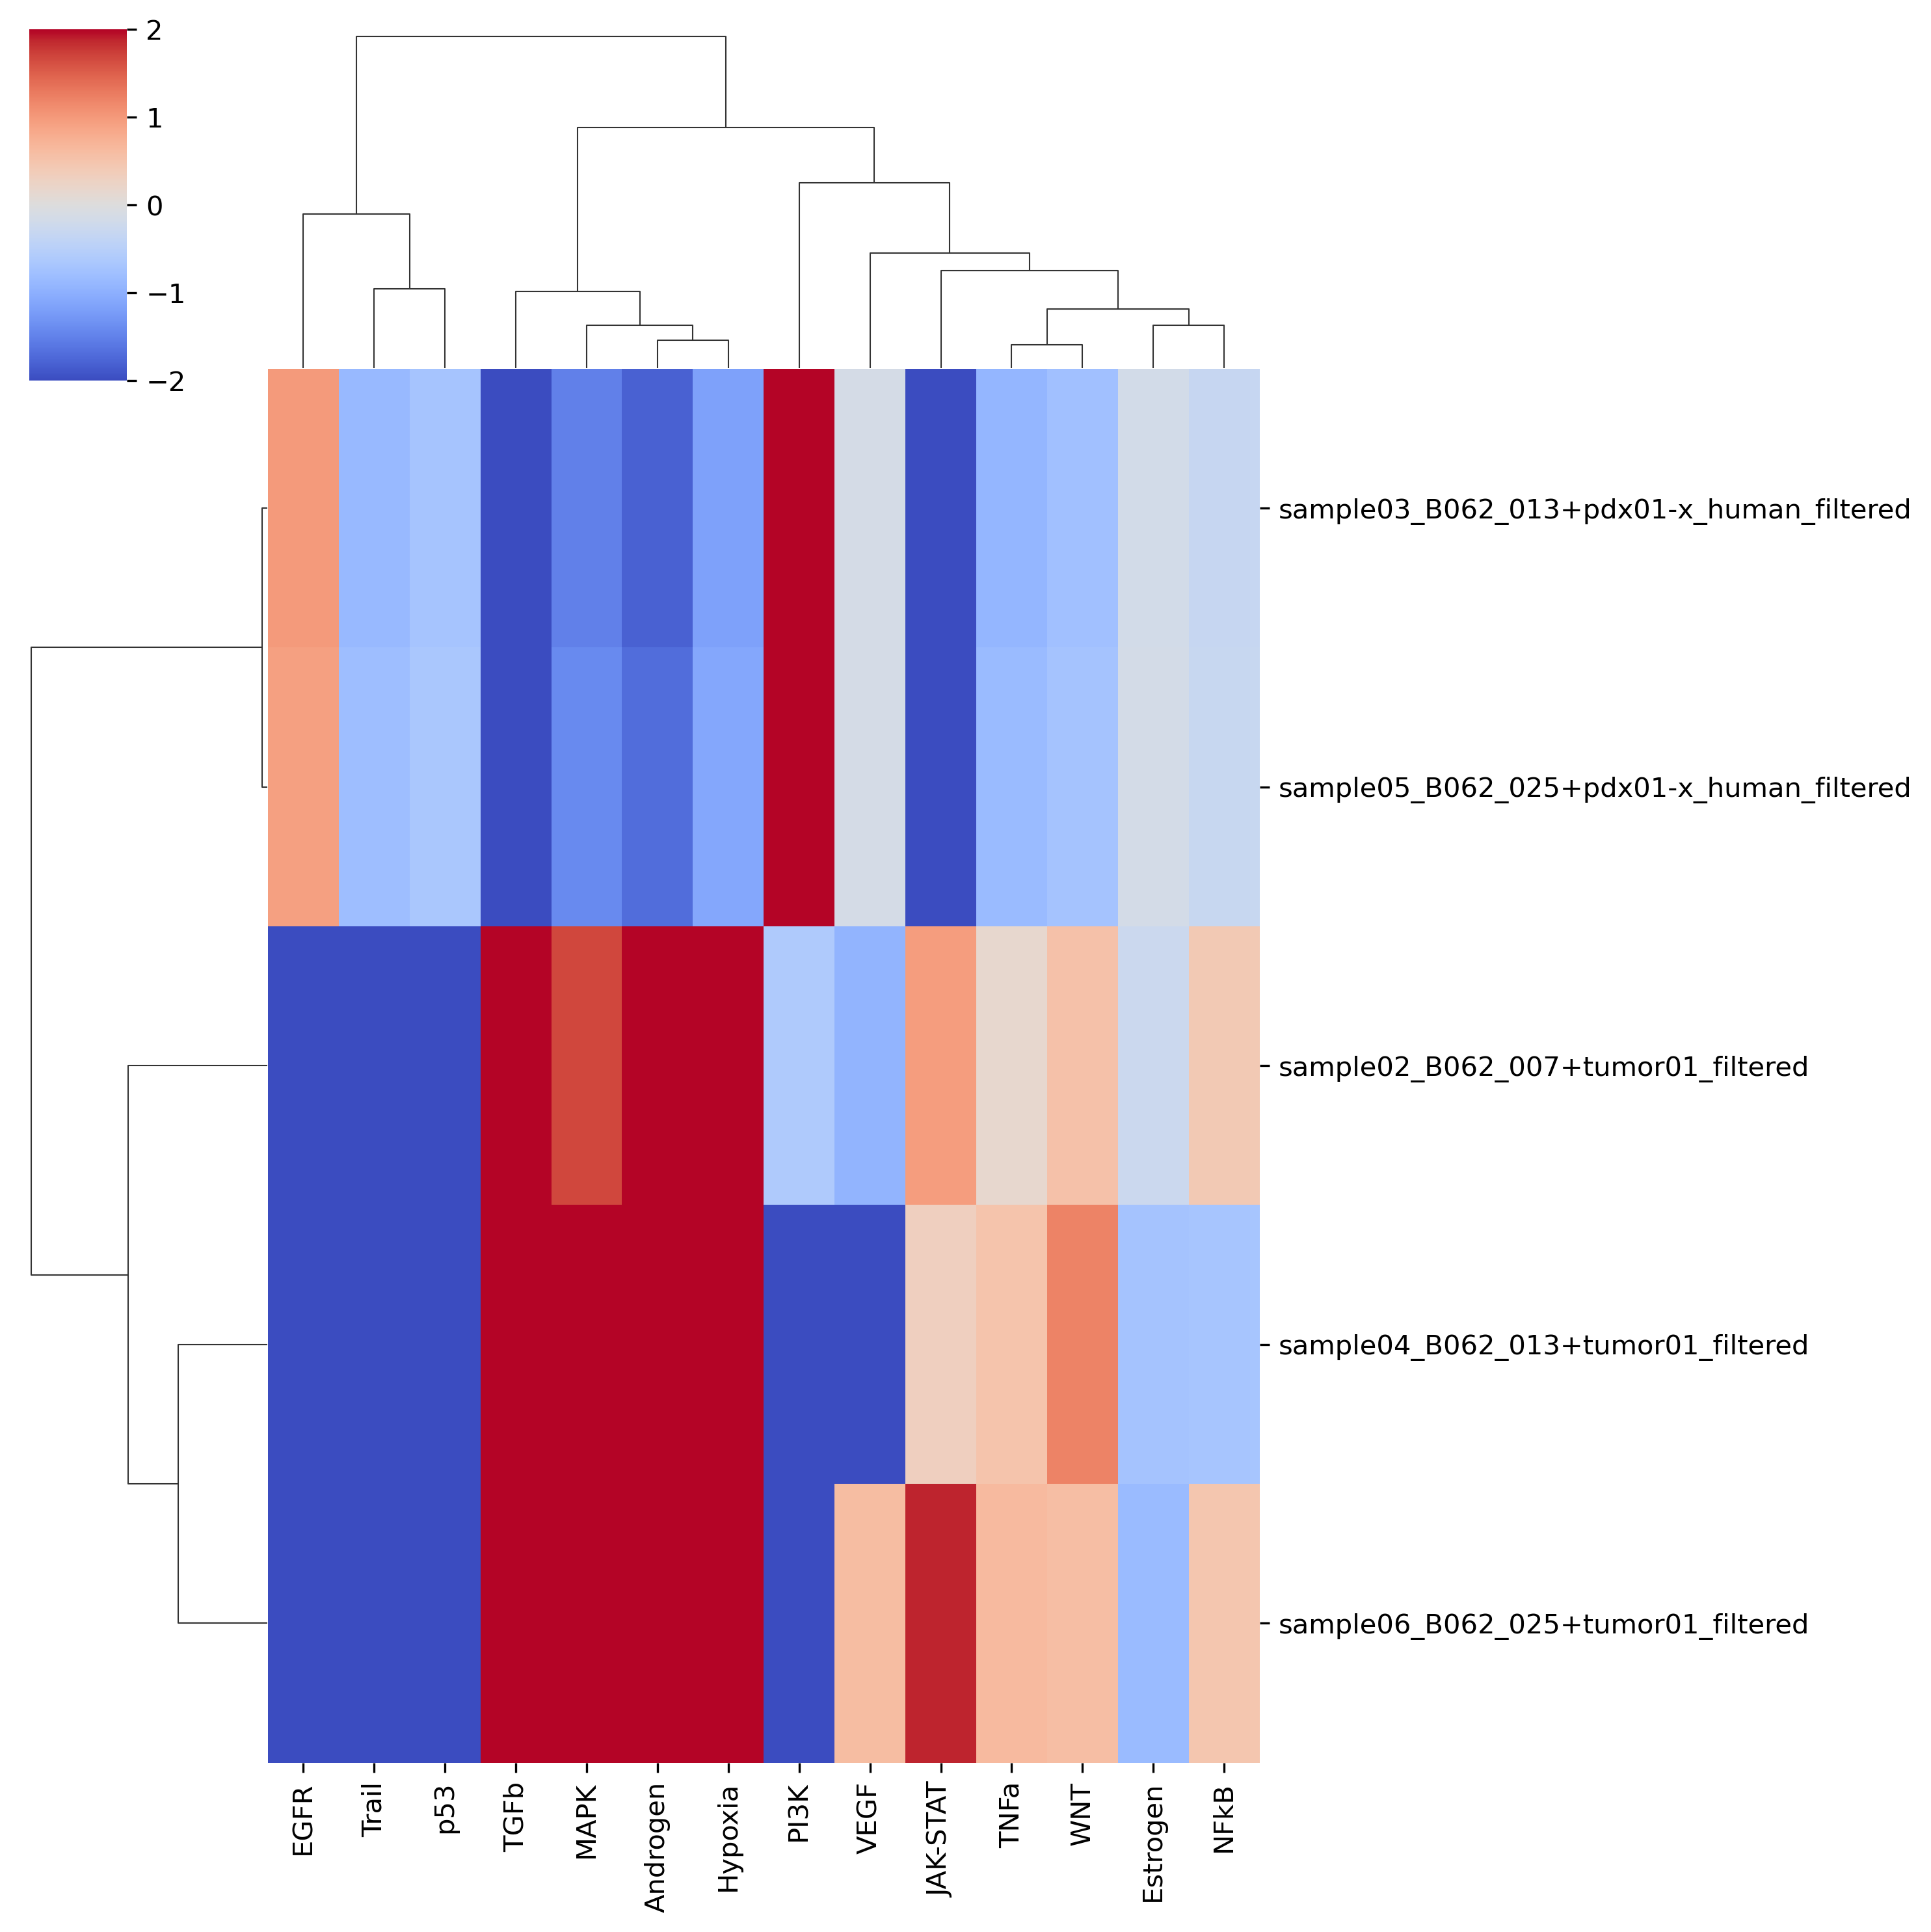 2
1
0
−1
−2
sample03_B062_013+pdx01-x_human_filtered
sample05_B062_025+pdx01-x_human_filtered
sample02_B062_007+tumor01_filtered
sample04_B062_013+tumor01_filtered
sample06_B062_025+tumor01_filtered
EGFR
Trail
p53
TGFb
MAPK
Androgen
Hypoxia
PI3K
VEGF
JAK-STAT
TNFa
WNT
Estrogen
NFkB